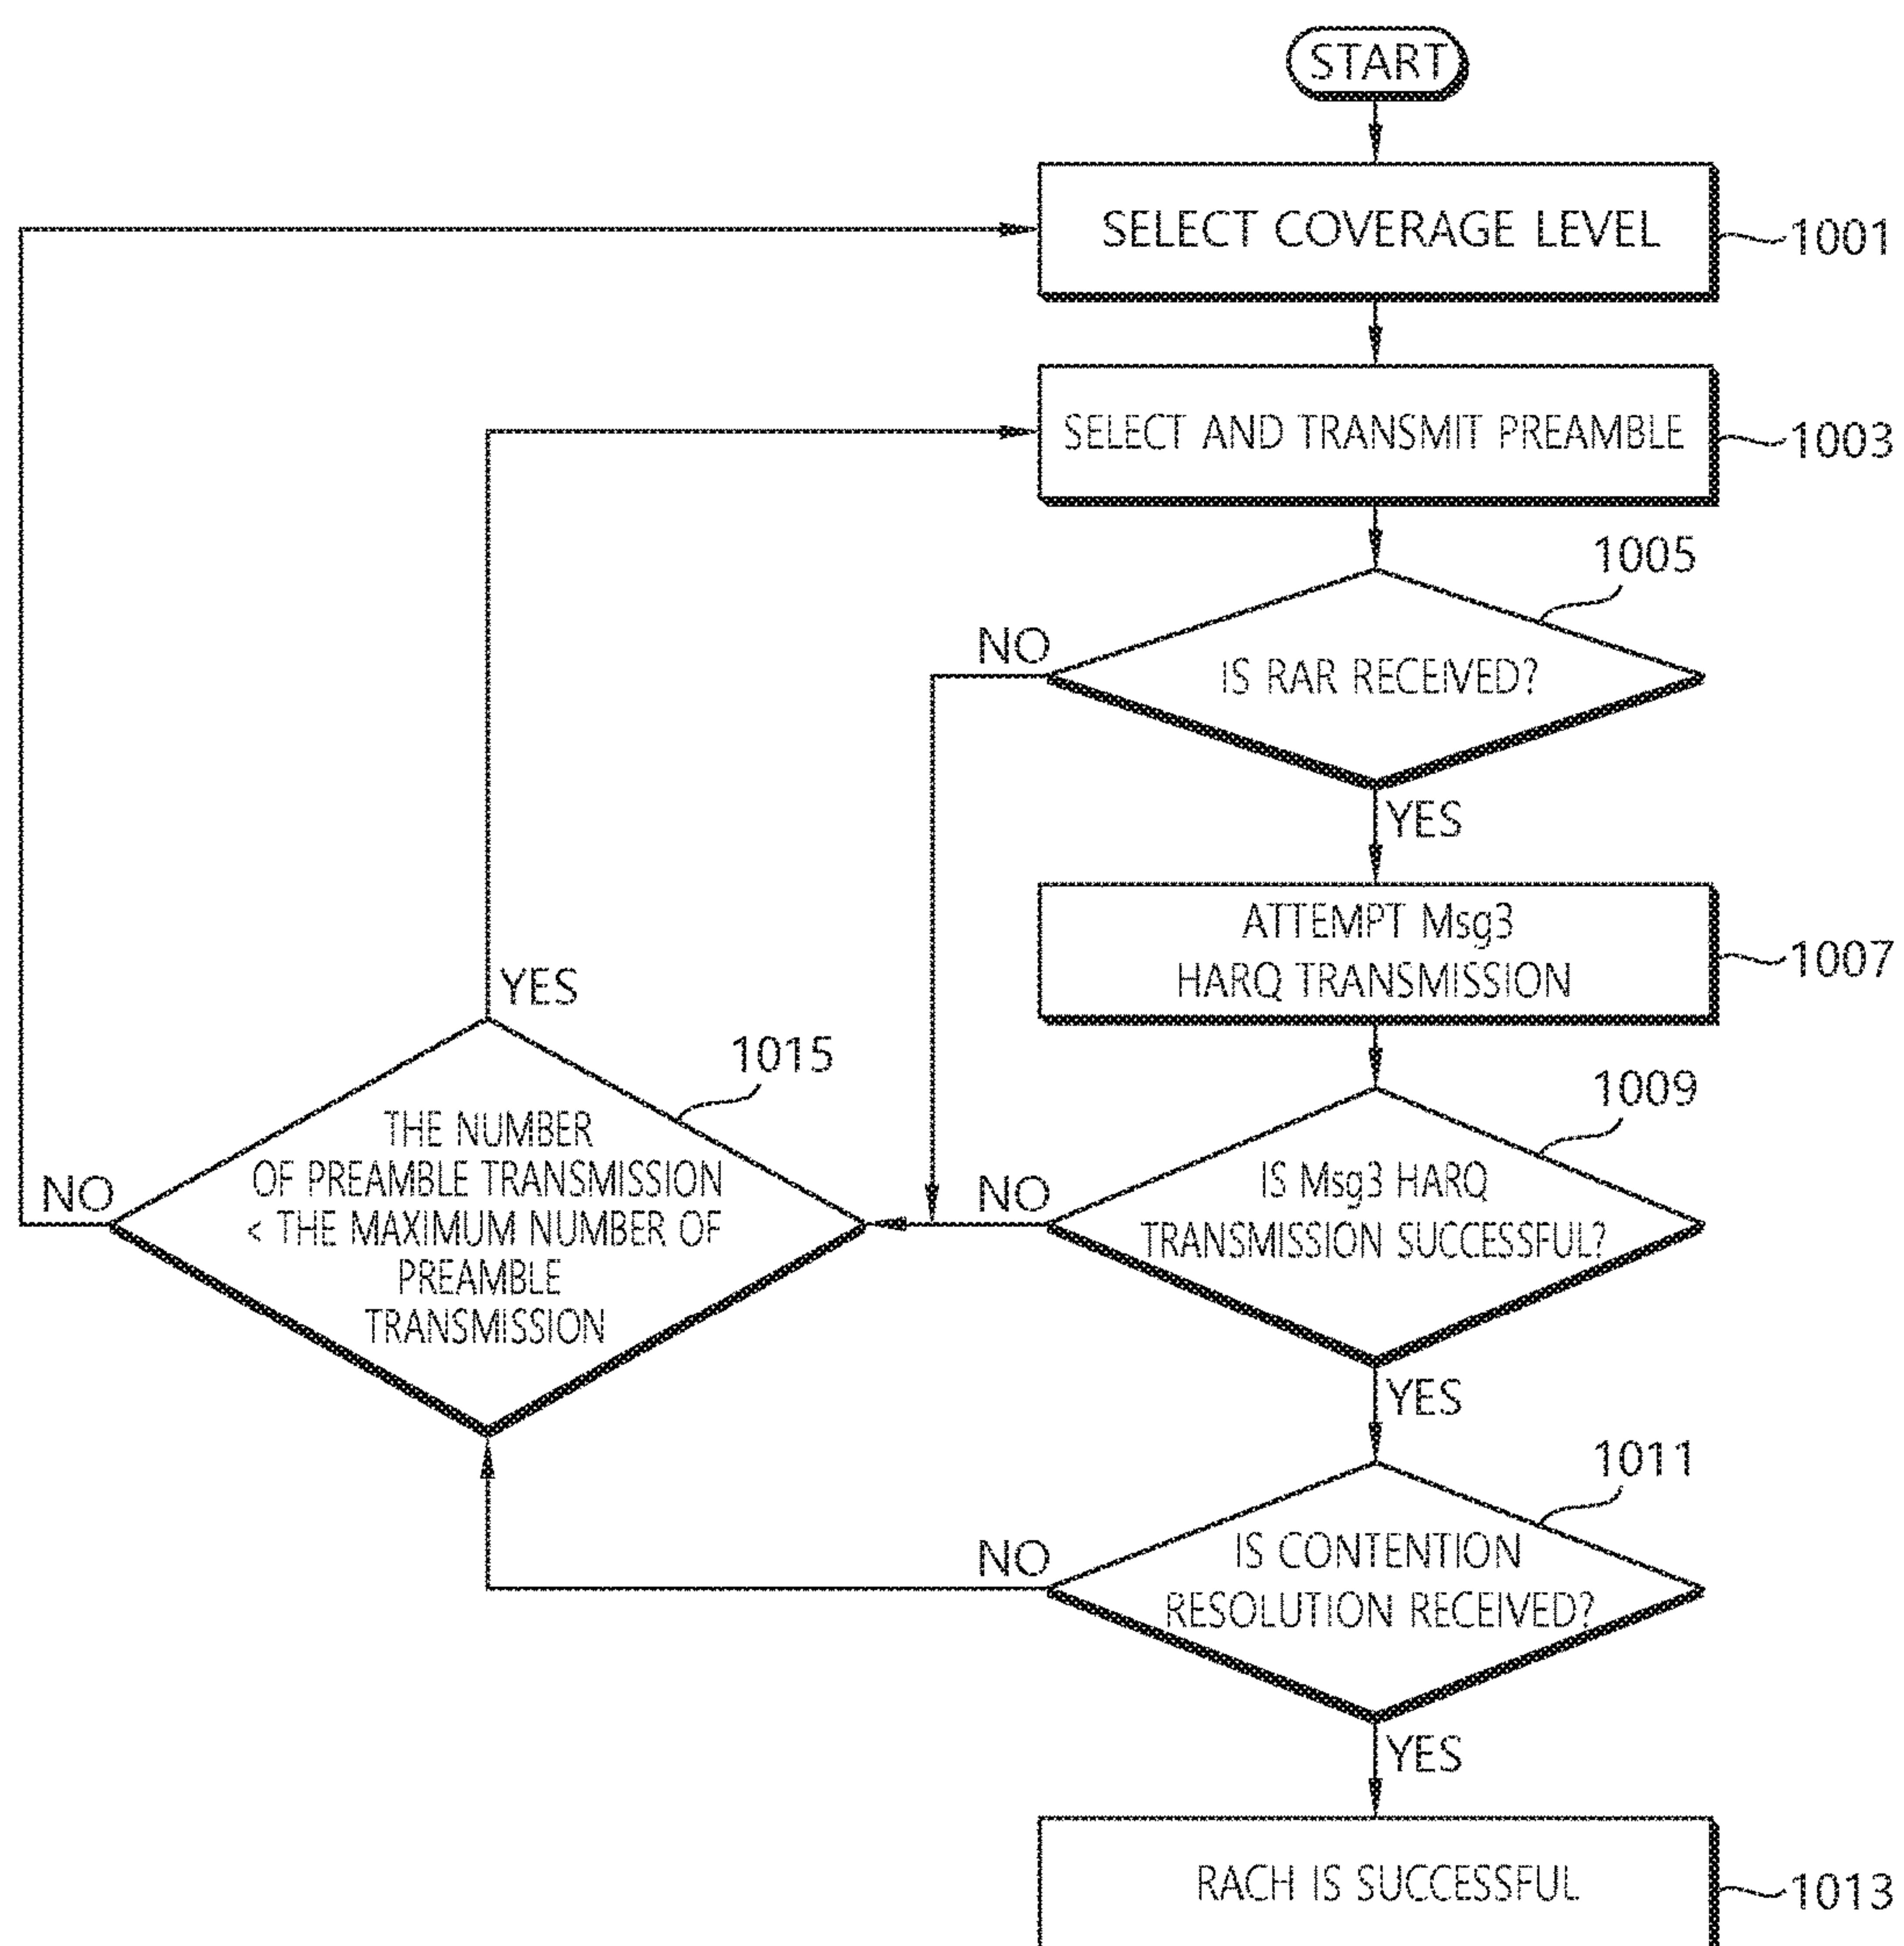 START
SELECT COVERAGE LEVEL
1001
SELECT AND TRANSMIT PREAMBLE
1003
1005
NO
IS RAR RECEIVED?
YES
ATTEMPT Msg3
HARQ TRANSMISSION
1007
YES
1015
THE NUMBER
OF PREAMBLE TRANSMISSION
< THE MAXIMUM NUMBER OF
PREAMBLE
TRANSMISSION
NO
1009
NO
IS Msg3 HARQ
TRANSMISSION SUCCESSFUL?
YES
1011
NO
IS CONTENTION
RESOLUTION RECEIVED?
YES
RACH IS SUCCESSFUL
1013